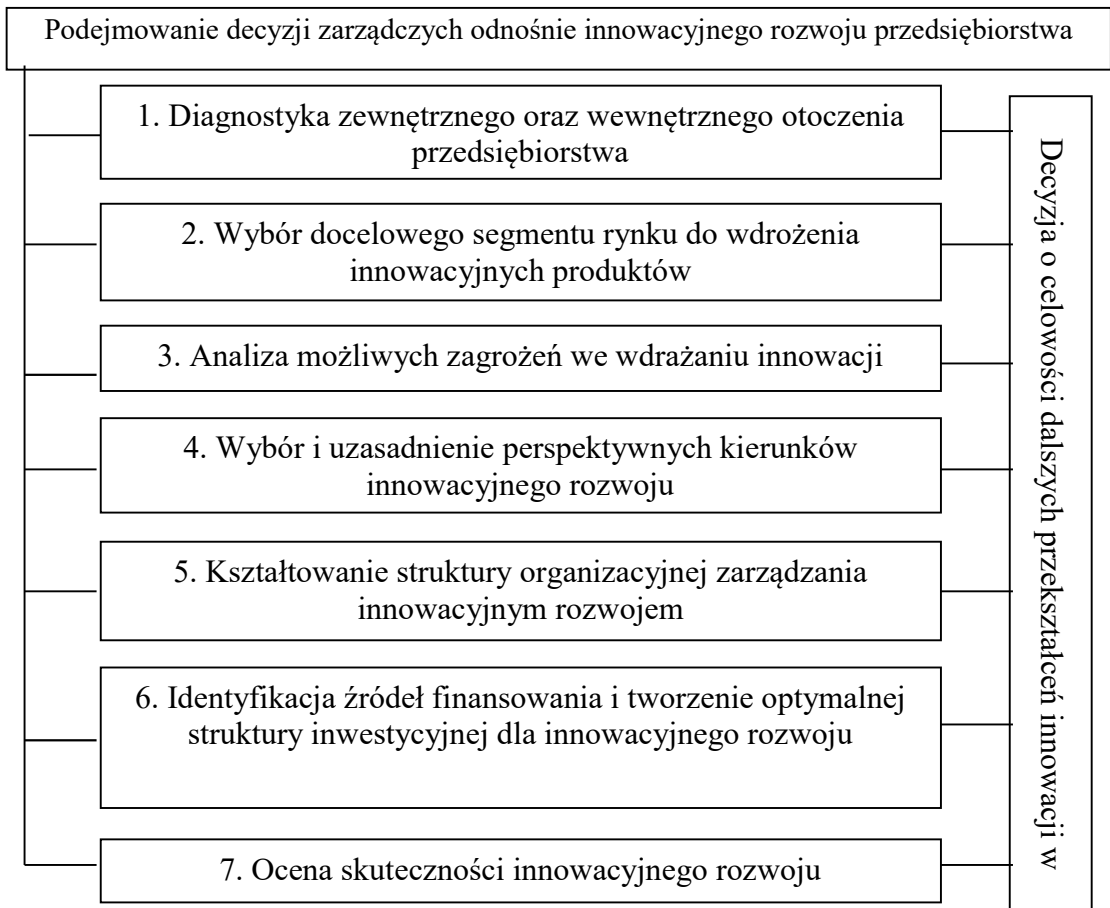 Podejmowanie decyzji zarządczych odnośnie innowacyjnego rozwoju przedsiębiorstwa
1. Diagnostyka zewnętrznego oraz wewnętrznego otoczenia
przedsiębiorstwa
2. Wybór docelowego segmentu rynku do wdrożenia
innowacyjnych produktów
3. Analiza możliwych zagrożeń we wdrażaniu innowacji
4. Wybór i uzasadnienie perspektywnych kierunków
innowacyjnego rozwoju
5. Kształtowanie struktury organizacyjnej zarządzania
innowacyjnym rozwojem
6. Identyfikacja źródeł finansowania i tworzenie optymalnej
struktury inwestycyjnej dla innowacyjnego rozwoju
7. Ocena skuteczności innowacyjnego rozwoju
Decyzja o celowości dalszych przekształceń innowacji w